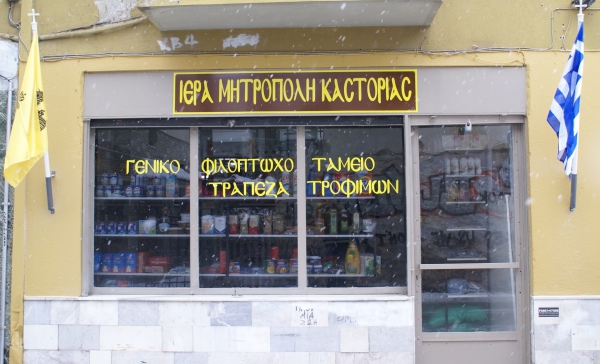 ΙΕΡΑ ΜΗΤΡΟΠΟΛΗ ΚΑΣΤΟΡΙΑΣ
ΓΕΝΙΚΟ ΦΙΛΟΠΤΩΧΟ ΤΑΜΕΙΟ
ΤΡΑΠΕΖΑ ΤΡΟΦΙΜΩΝ